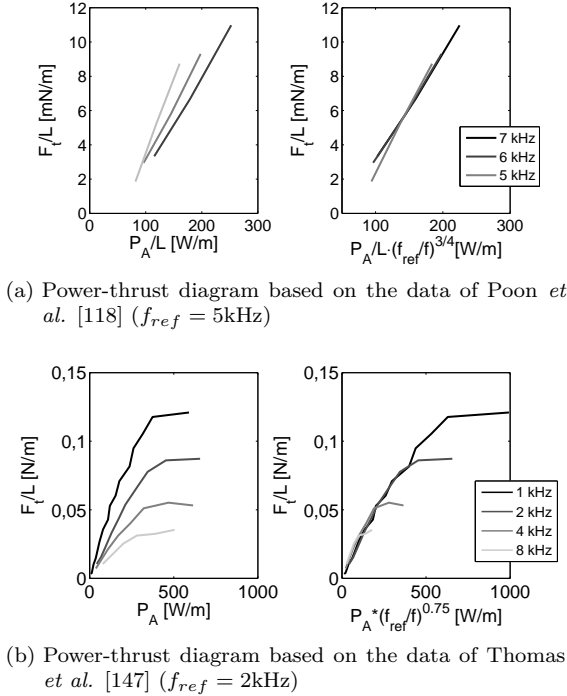 12
10
8
6
4
2
0
0 100 200 300
F_t/L [mN/m]
P_A/L [W/m]
12
10
8
6
4
2
0
100 200 300
F_t/L [mN/m]
P_A/L·(f_ref/f)^3/4[W/m]
7 kHz
6 kHz
5 kHz
(a) Power-thrust diagram based on the data of Poon et
al. [118] (f_ref = 5kHz)
0,15
0,1
0,05
0
0 500 1000
F_t/L [N/m]
P_A [W/m]
0,15
0,1
0,05
0
0 500 1000
F_t/L [N/m]
P_A*(f_ref/f)^0.75 [W/m]
1 kHz
2 kHz
4 kHz
8 kHz
(b) Power-thrust diagram based on the data of Thomas
et al. [147] (f_ref = 2kHz)